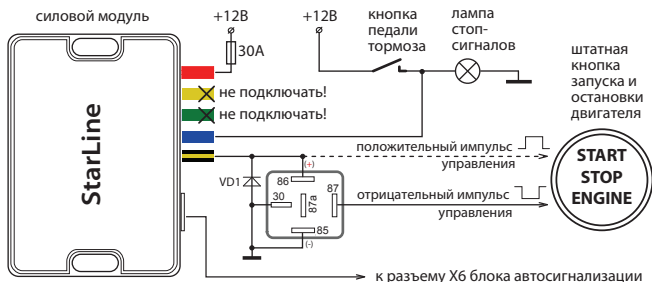 силовой модуль
+12В
+12В
кнопка
педали
тормоза
лампа
стоп-
сигналов
штатная
кнопка
запуска и
остановки
двигателя
30А
не подключать!
не подключать!
StarLine
положительный импульс
управления
(+)
VD1
86
30
87a
87
85
(-)
отрицательный импульс
управления
START
STOP
ENGINE
к разъему X6 блока автосигнализации